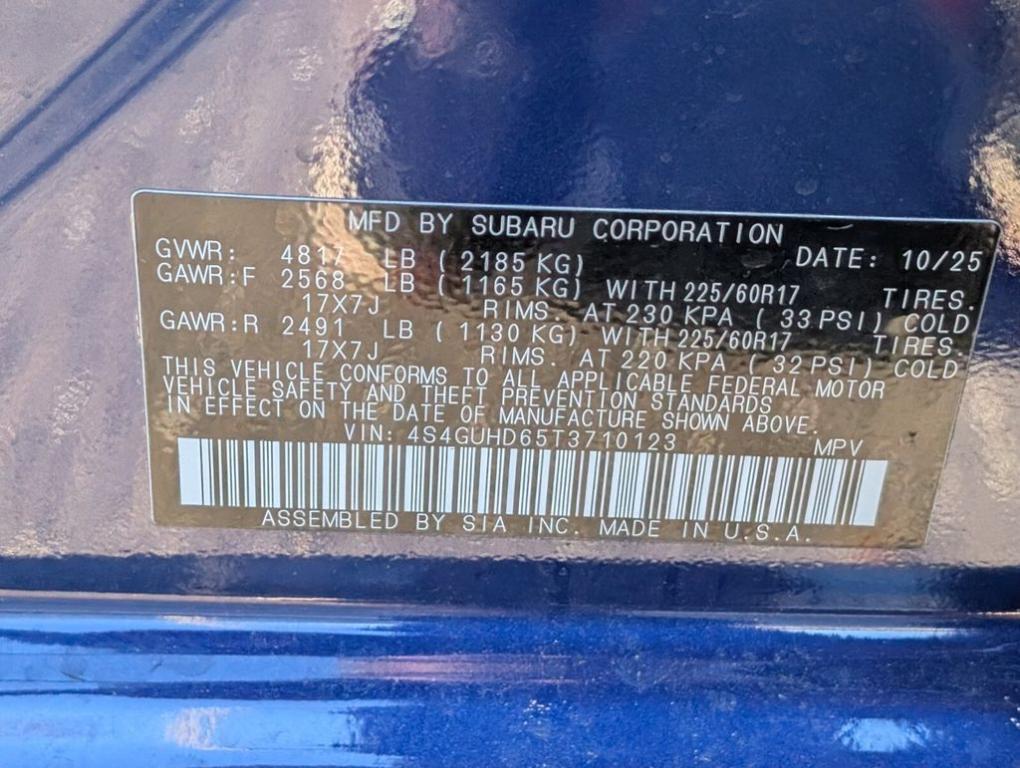 MFD BY SUBARU CORPORATION
GVWR: 4817 LB ( 2185 KG) DATE: 10/25
GAWR:F 2568 LB ( 1165 KG) WITH 225/60R17 TIRES.
17X7J RIMS. AT 230 KPA ( 33 PSI) COLD
GAWR:R 2491 LB ( 1130 KG) WITH 225/60R17 TIRES.
17X7J RIMS. AT 220 KPA ( 32 PSI) COLD
THIS VEHICLE CONFORMS TO ALL APPLICABLE FEDERAL MOTOR
VEHICLE SAFETY AND THEFT PREVENTION STANDARDS
IN EFFECT ON THE DATE OF MANUFACTURE SHOWN ABOVE.
VIN: 4S4GUHD65T3710123 MPV
ASSEMBLED BY SIA INC. MADE IN U.S.A.